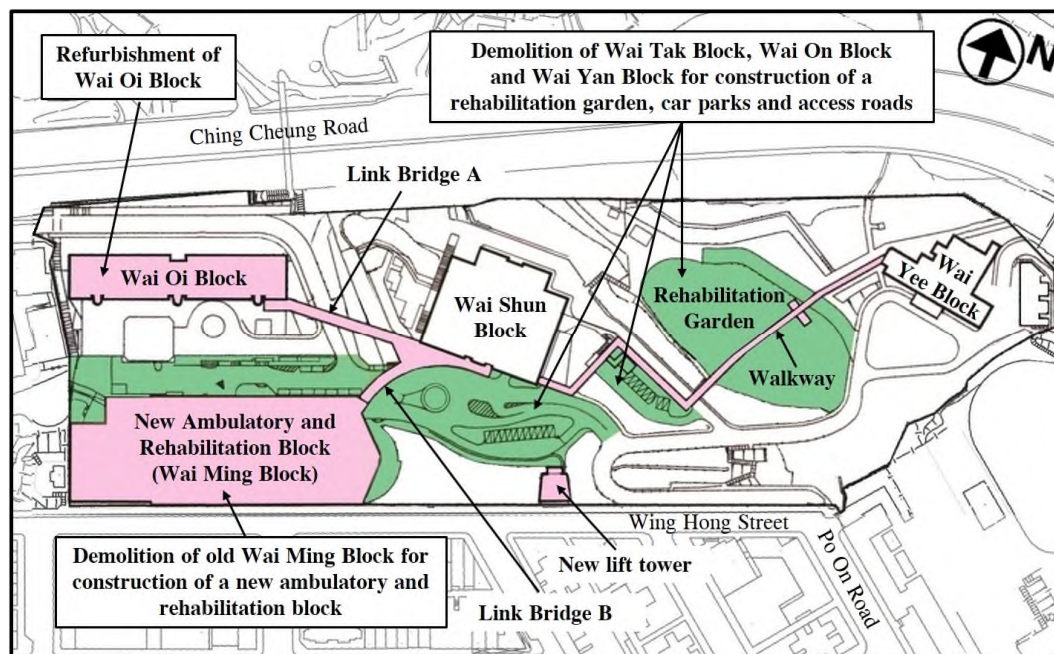 Refurbishment of
Wai Oi Block
Demolition of Wai Tak Block, Wai On Block
and Wai Yan Block for construction of a
rehabilitation garden, car parks and access roads
N
Ching Cheung Road
Link Bridge A
Wai Oi Block
Wai Shun
Block
Rehabilitation
Garden
Wai
Yee Block
Walkway
New Ambulatory and
Rehabilitation Block
(Wai Ming Block)
Wing Hong Street
Po On Road
New lift tower
Demolition of old Wai Ming Block for
construction of a new ambulatory and
rehabilitation block
Link Bridge B